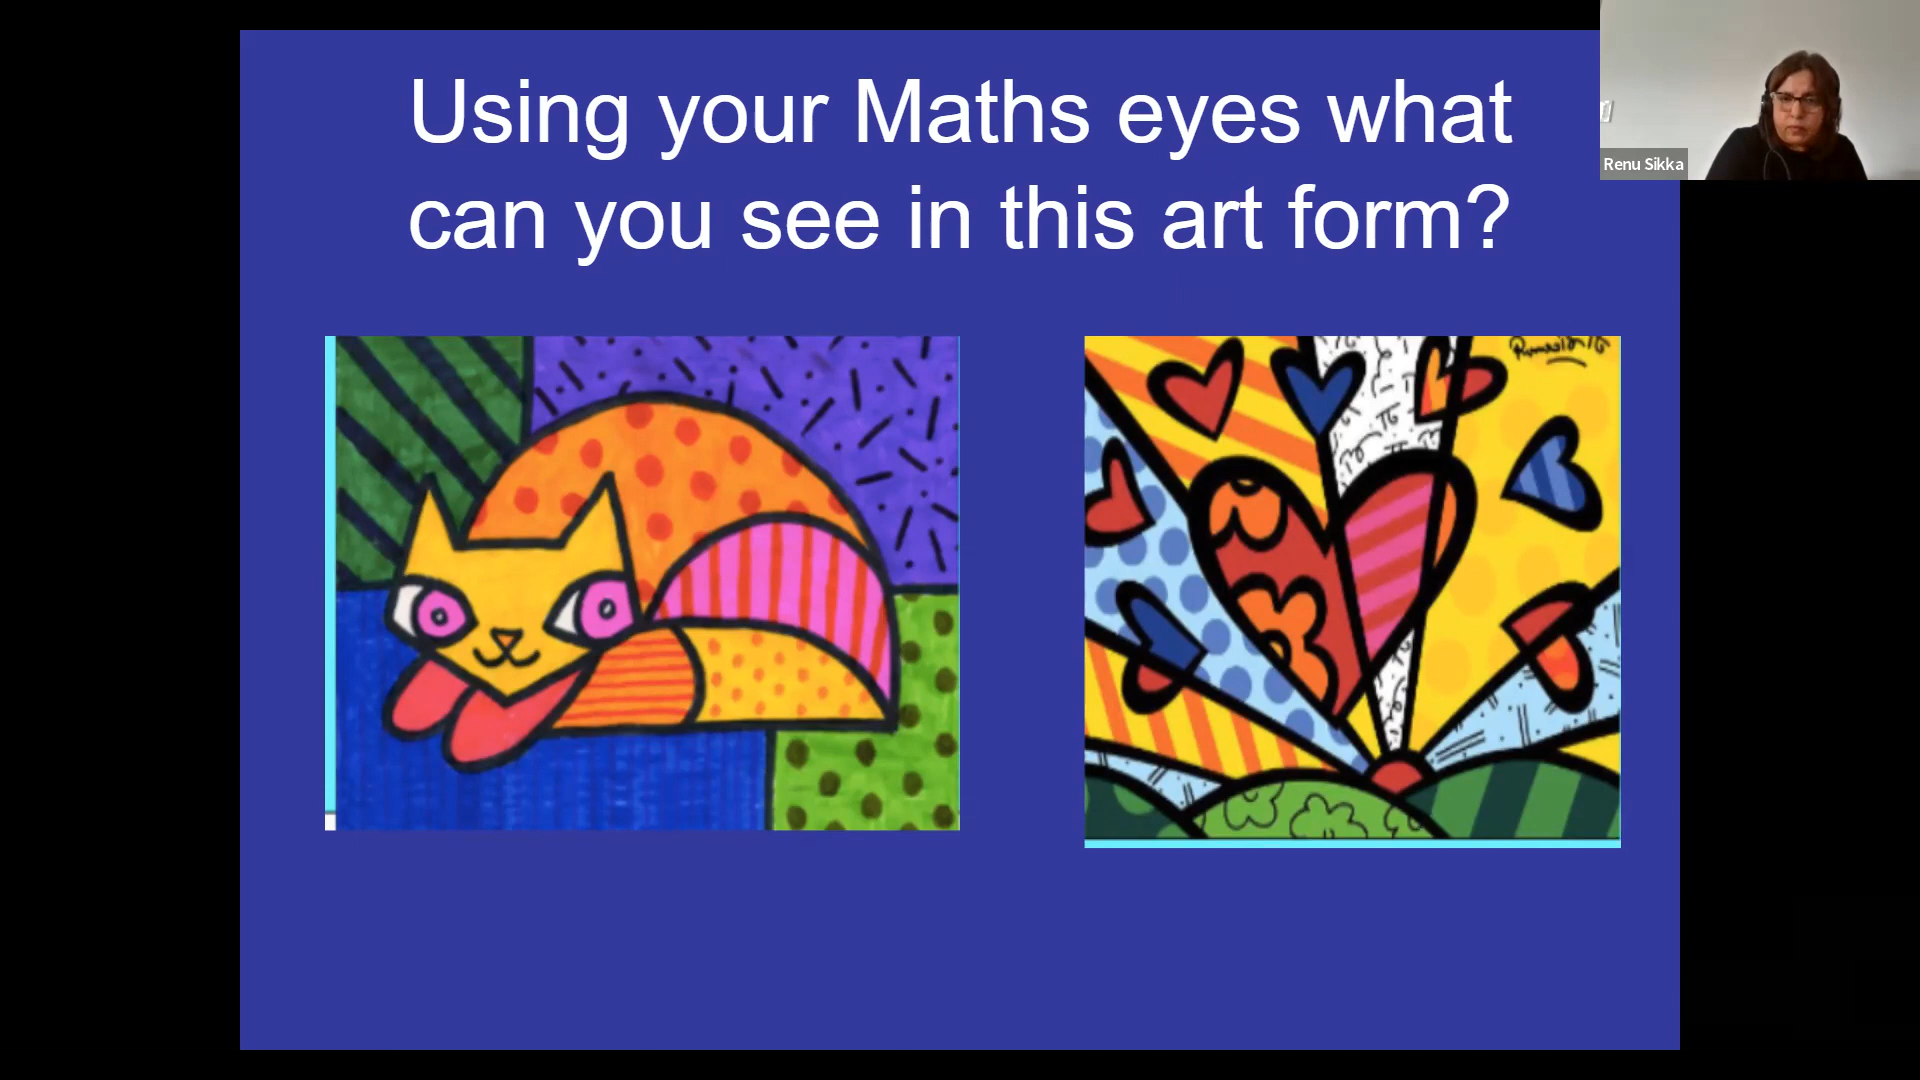 Using your Maths eyes what
can you see in this art form?
Renu Sikka